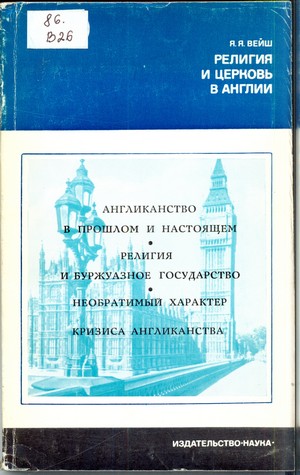 86.
В26
Я. Я. ВЕЙШ
РЕЛИГИЯ
И ЦЕРКОВЬ
В АНГЛИИ
АНГЛИКАНСТВО
В ПРОШЛОМ И НАСТОЯЩЕМ
•
РЕЛИГИЯ
И БУРЖУАЗНОЕ ГОСУДАРСТВО
•
НЕОБРАТИМЫЙ ХАРАКТЕР
КРИЗИСА АНГЛИКАНСТВА
ИЗДАТЕЛЬСТВО·НАУКА·